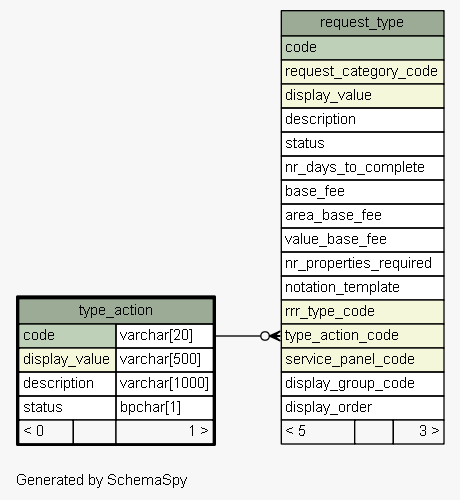 request_type
code
request_category_code
display_value
description
status
nr_days_to_complete
base_fee
area_base_fee
value_base_fee
nr_properties_required
notation_template
rrr_type_code
type_action_code
service_panel_code
display_group_code
display_order
< 5 3 >
type_action
code varchar[20]
display_value varchar[500]
description varchar[1000]
status bpchar[1]
< 0 1 >
Generated by SchemaSpy